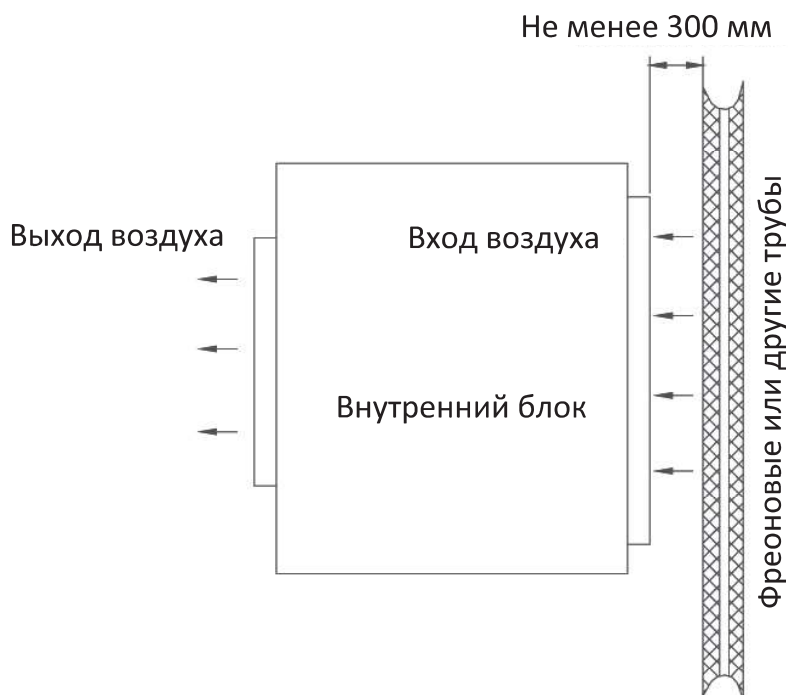 Не менее 300 мм
Выход воздуха
Вход воздуха
Внутренний блок
Фреоновые или другие трубы